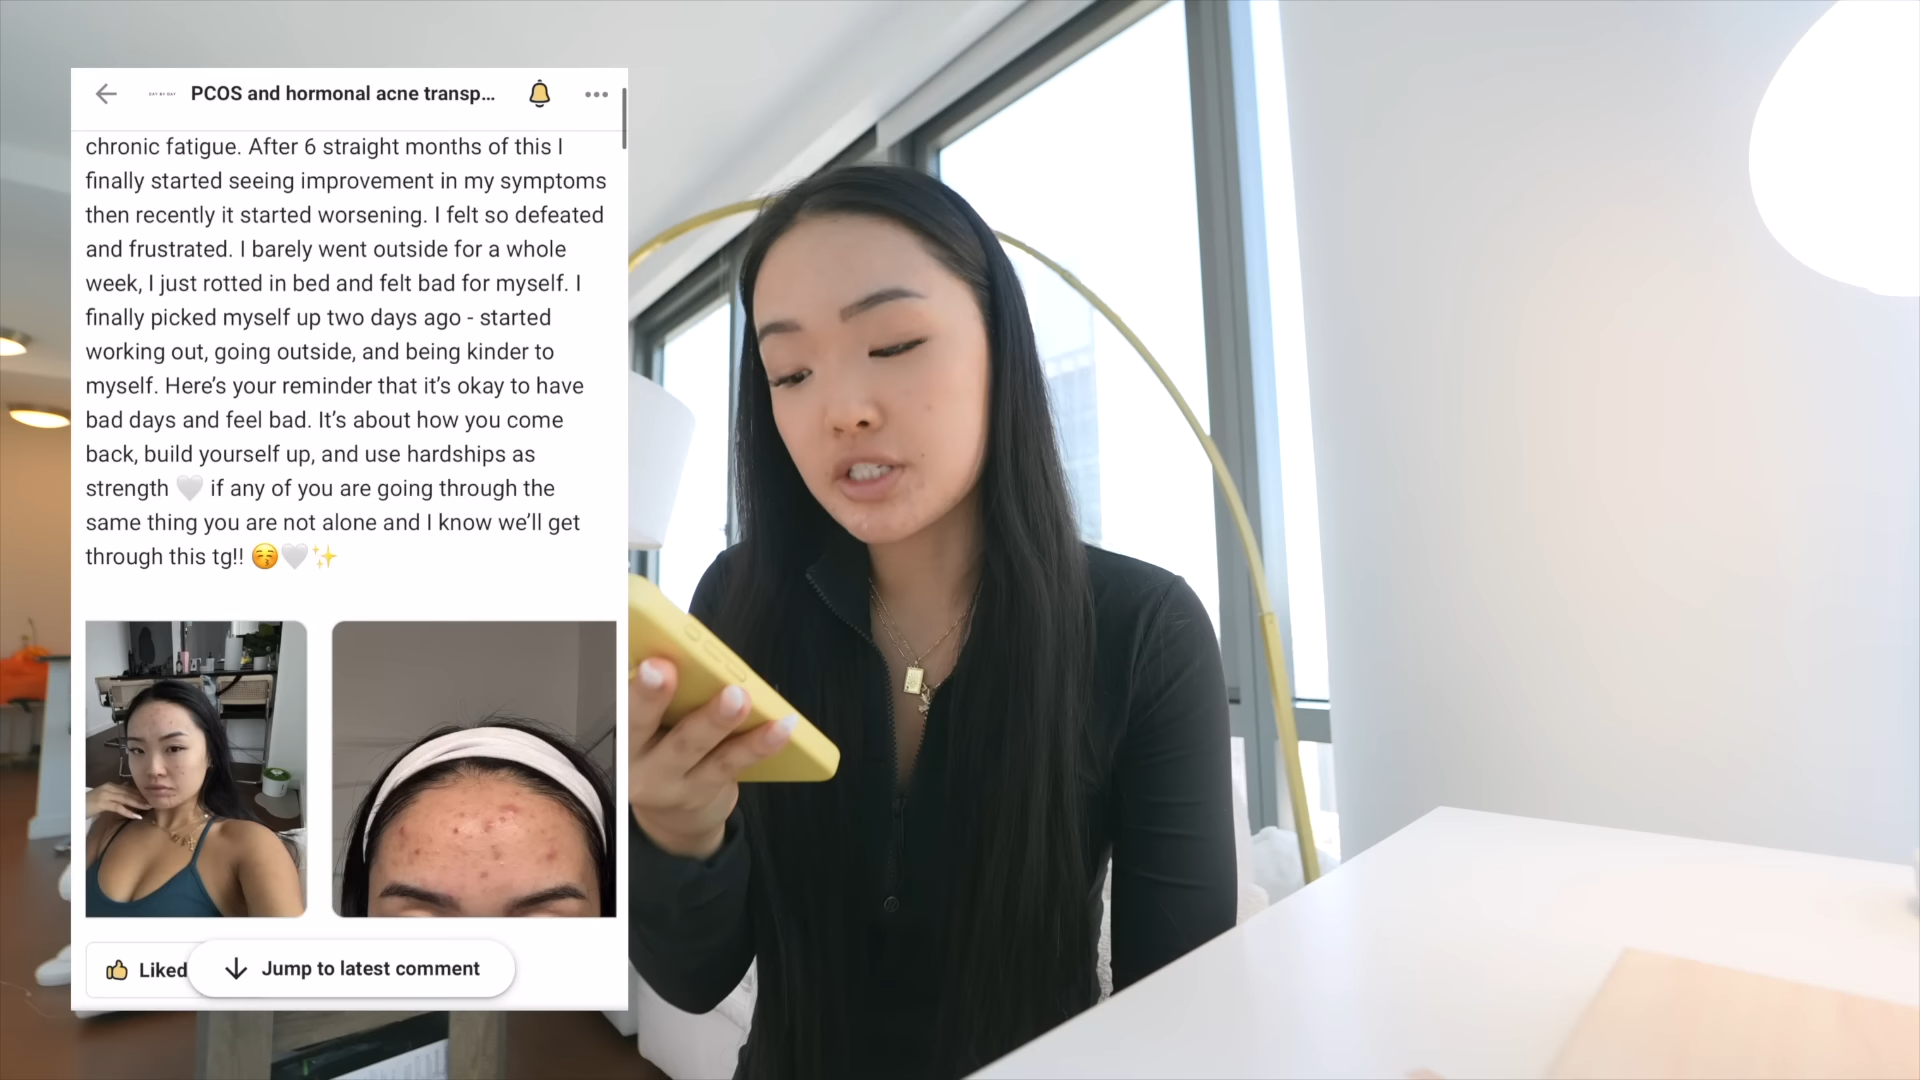 PCOS and hormonal acne transp...
chronic fatigue. After 6 straight months of this I
finally started seeing improvement in my symptoms
then recently it started worsening. I felt so defeated
and frustrated. I barely went outside for a whole
week, I just rotted in bed and felt bad for myself. I
finally picked myself up two days ago - started
working out, going outside, and being kinder to
myself. Here’s your reminder that it’s okay to have
bad days and feel bad. It’s about how you come
back, build yourself up, and use hardships as
strength 🤍 if any of you are going through the
same thing you are not alone and I know we’ll get
through this tg!! 😚🤍✨
Liked
Jump to latest comment